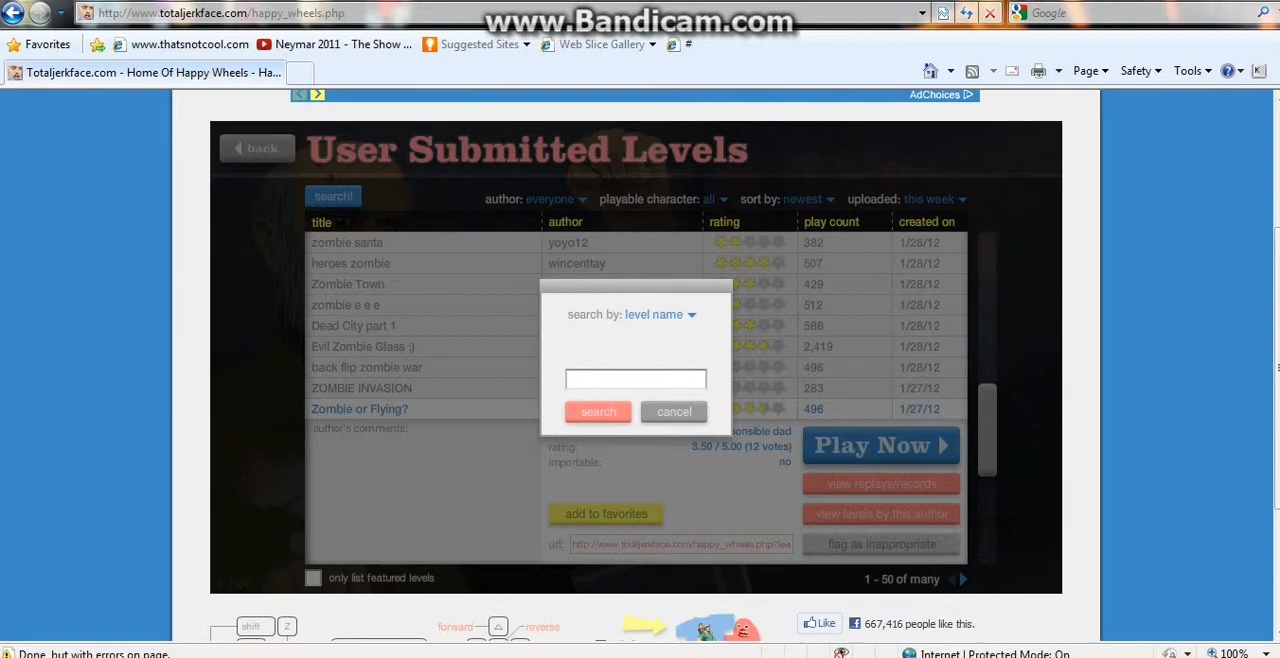 http://www.totaljerkface.com/happy_wheels.php
www.Bandicam.com
Google
Favorites
www.thatsnotcool.com
Neymar 2011 - The Show ...
Suggested Sites
Web Slice Gallery
#
Totaljerkface.com - Home Of Happy Wheels - Ha...
Page
Safety
Tools
AdChoices
back
User Submitted Levels
search!
author: everyone
playable character: all
sort by: newest
uploaded: this week
title author rating play count created on
zombie santa yoyo12 382 1/28/12
heroes zombie wincenttay 507 1/28/12
Zombie Town 429 1/28/12
zombie e e e 512 1/28/12
Dead City part 1 586 1/28/12
Evil Zombie Glass ;) 2,419 1/28/12
back flip zombie war 496 1/28/12
ZOMBIE INVASION 283 1/27/12
Zombie or Flying? 496 1/27/12
search by: level name
search
cancel
author's comments:
onsible dad
rating: 3.50 / 5.00 (12 votes)
importable: no
Play Now
view replays/records
add to favorites
view levels by this author
url: http://www.totaljerkface.com/happy_wheels.php?lev
flag as inappropriate
only list featured levels
1 - 50 of many
shift
Z
forward
reverse
Like
667,416 people like this.
Done, but with errors on page.
Internet | Protected Mode: On
100%